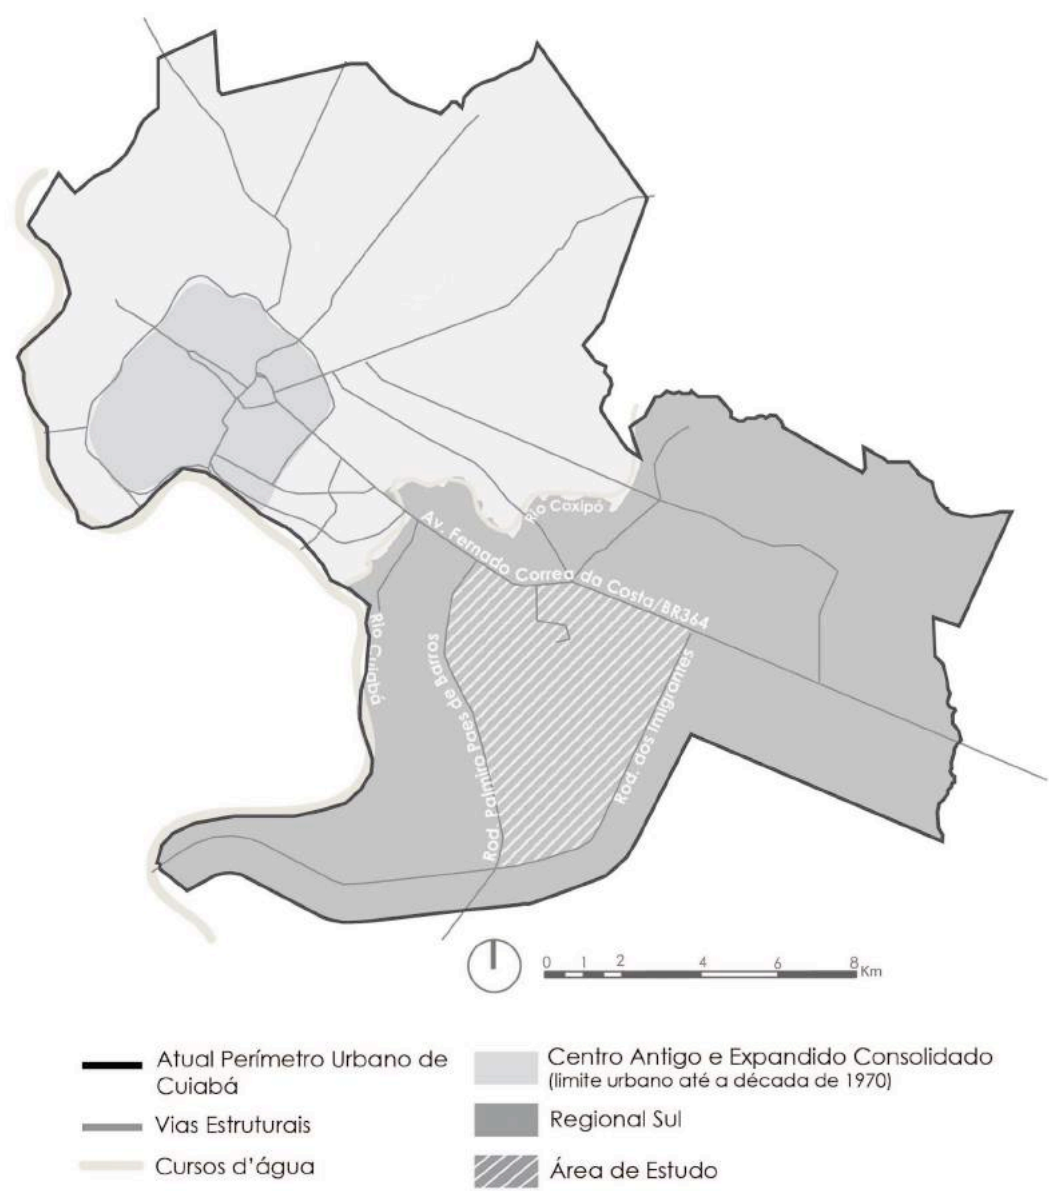 Rio Coxipó
Av. Fernado Correa da Costa/BR364
Rio Cuiabá
Rod. Palmiro Paes de Barros
Rod. dos Imigrantes
0 1 2 4 6 8 Km
Atual Perímetro Urbano de
Cuiabá
Vias Estruturais
Cursos d'água
Centro Antigo e Expandido Consolidado
(limite urbano até a década de 1970)
Regional Sul
Área de Estudo